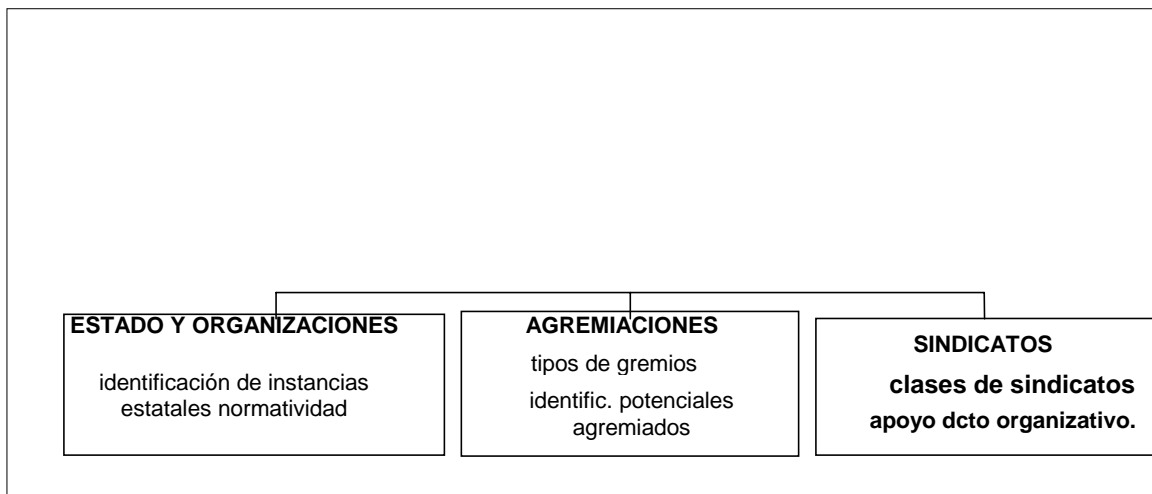 ESTADO Y ORGANIZACIONES
identificación de instancias
estatales normatividad
AGREMIACIONES
tipos de gremios
identific. potenciales
agremiados
SINDICATOS
clases de sindicatos
apoyo dcto organizativo.